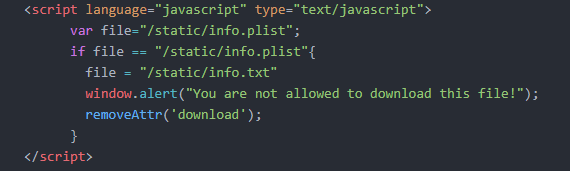 <script language="javascript" type="text/javascript">
var file="/static/info.plist";
if file == "/static/info.plist"{
file = "/static/info.txt"
window.alert("You are not allowed to download this file!");
removeAttr('download');
}
</script>